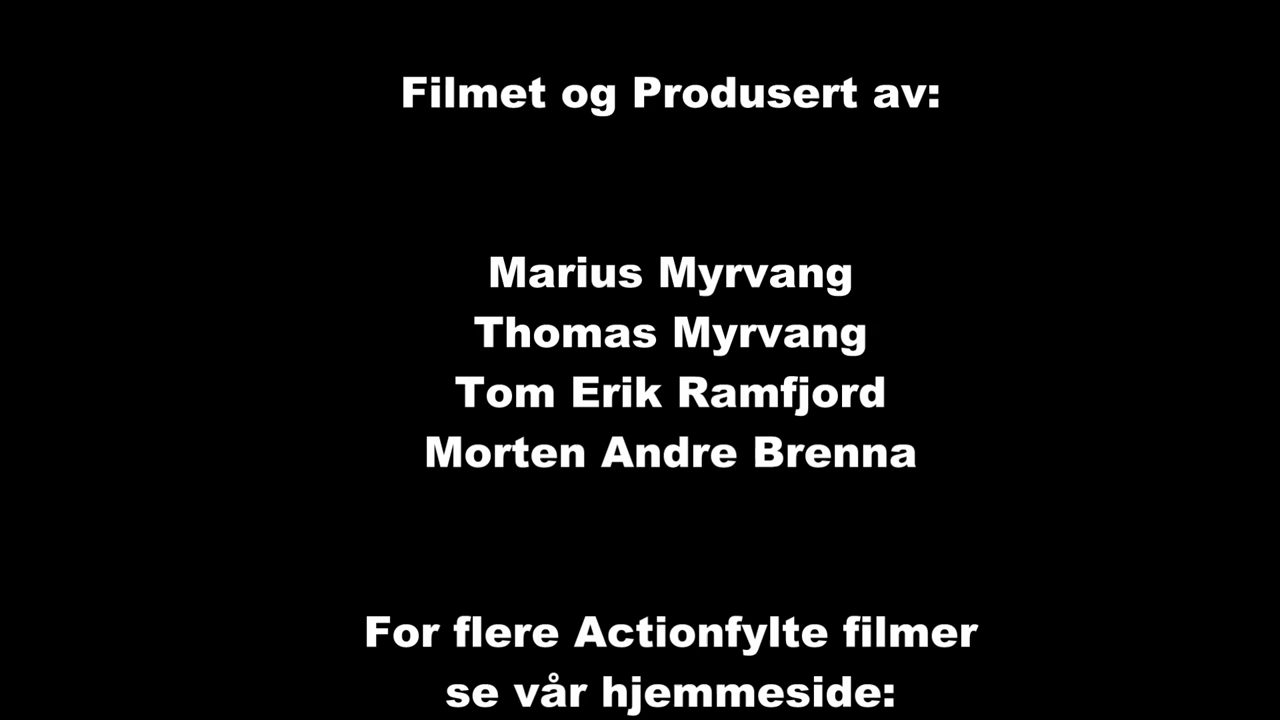 Filmet og Produsert av:
Marius Myrvang
Thomas Myrvang
Tom Erik Ramfjord
Morten Andre Brenna
For flere Actionfylte filmer
se vår hjemmeside: